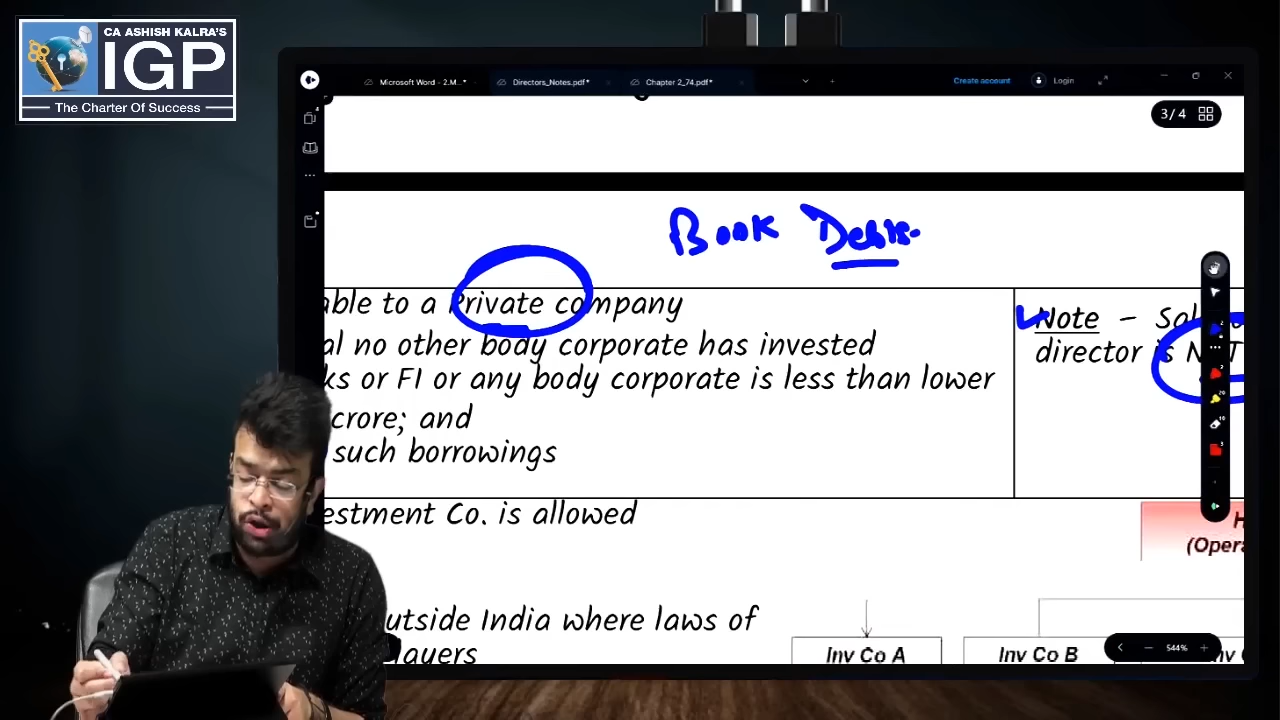 CA ASHISH KALRA'S
IGP
The Charter Of Success
Microsoft Word - 2.M...*
Directors_Notes.pdf*
Chapter 2_74.pdf*
Create account
Login
3/4
Book Debts.
able to a Private company
al no other body corporate has invested
ks or FI or any body corporate is less than lower
crore; and
such borrowings
Note - Sal
director is NOT
estment Co. is allowed
H
(Opera
utside India where laws of
layers
Inv Co A
Inv Co B
544%